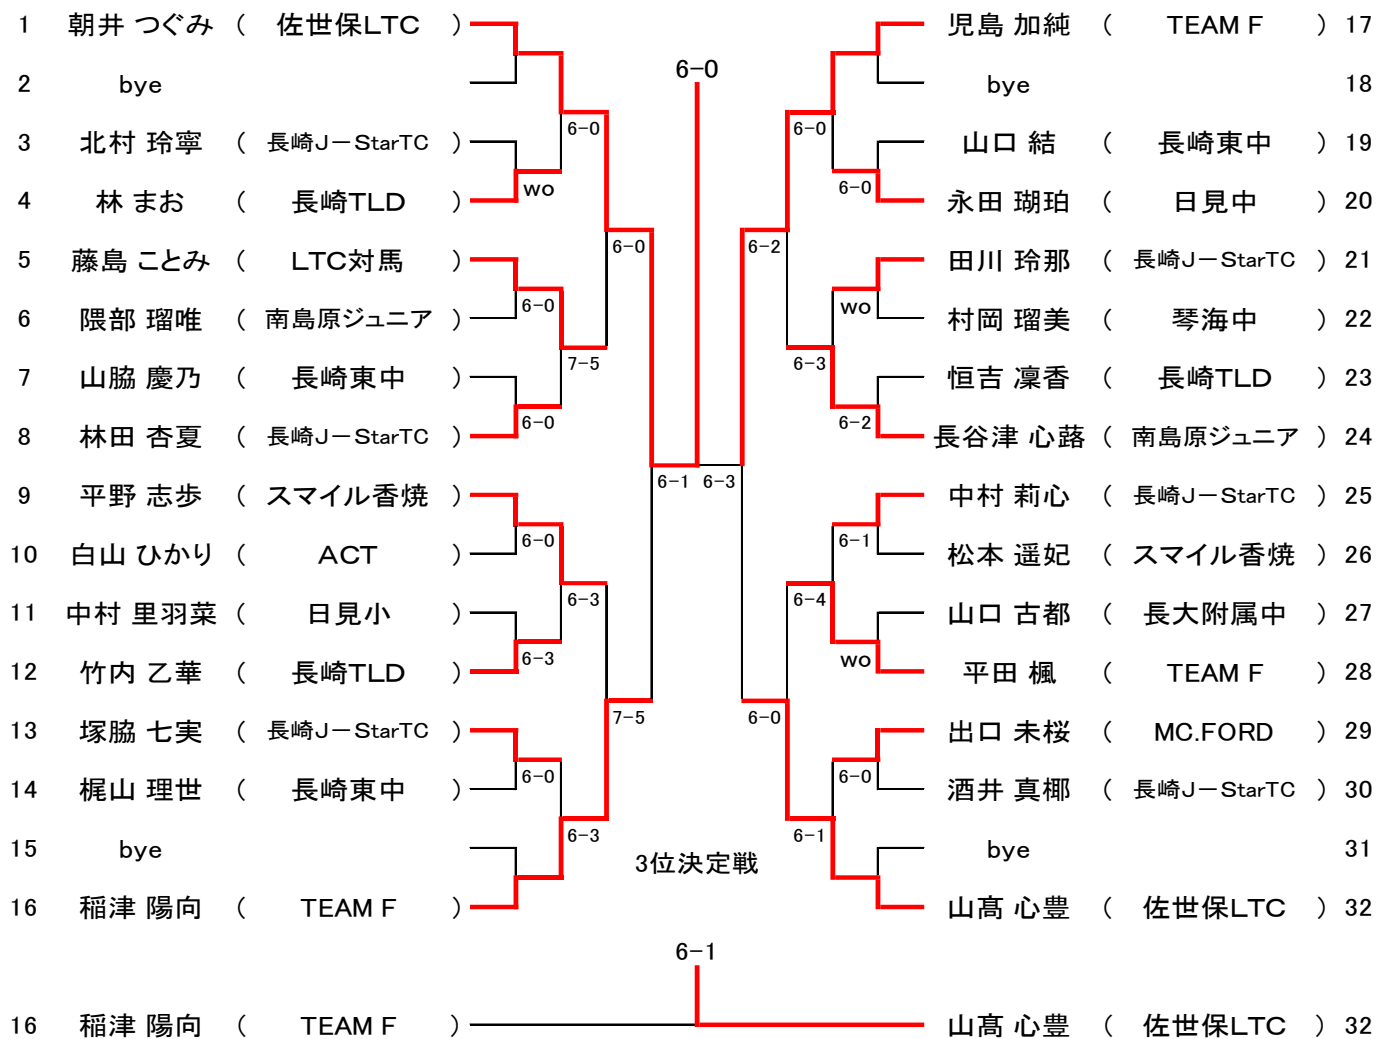 1 朝井 つぐみ ( 佐世保LTC ) 児島 加純 ( TEAM F ) 17
6-0
2 bye bye 18
6-0 6-0
3 北村 玲寧 ( 長崎J-StarTC ) 山口 結 ( 長崎東中 ) 19
wo 6-0
4 林 まお ( 長崎TLD ) 永田 瑚珀 ( 日見中 ) 20
6-0 6-2
5 藤島 ことみ ( LTC対馬 ) 田川 玲那 ( 長崎J-StarTC ) 21
6-0 wo
6 隈部 瑠唯 ( 南島原ジュニア ) 村岡 瑠美 ( 琴海中 ) 22
7-5 6-3
7 山脇 慶乃 ( 長崎東中 ) 恒吉 凜香 ( 長崎TLD ) 23
6-0 6-2
8 林田 杏夏 ( 長崎J-StarTC ) 長谷津 心蕗 ( 南島原ジュニア ) 24
6-1 6-3
9 平野 志歩 ( スマイル香焼 ) 中村 莉心 ( 長崎J-StarTC ) 25
6-0 6-1
10 白山 ひかり ( ACT ) 松本 遥妃 ( スマイル香焼 ) 26
6-3 6-4
11 中村 里羽菜 ( 日見小 ) 山口 古都 ( 長大附属中 ) 27
6-3 wo
12 竹内 乙華 ( 長崎TLD ) 平田 楓 ( TEAM F ) 28
7-5 6-0
13 塚脇 七実 ( 長崎J-StarTC ) 出口 未桜 ( MC.FORD ) 29
6-0 6-0
14 梶山 理世 ( 長崎東中 ) 酒井 真梛 ( 長崎J-StarTC ) 30
6-3 6-1
15 bye bye 31
3位決定戦
16 稲津 陽向 ( TEAM F ) 山髙 心豊 ( 佐世保LTC ) 32
6-1
16 稲津 陽向 ( TEAM F ) 山髙 心豊 ( 佐世保LTC ) 32